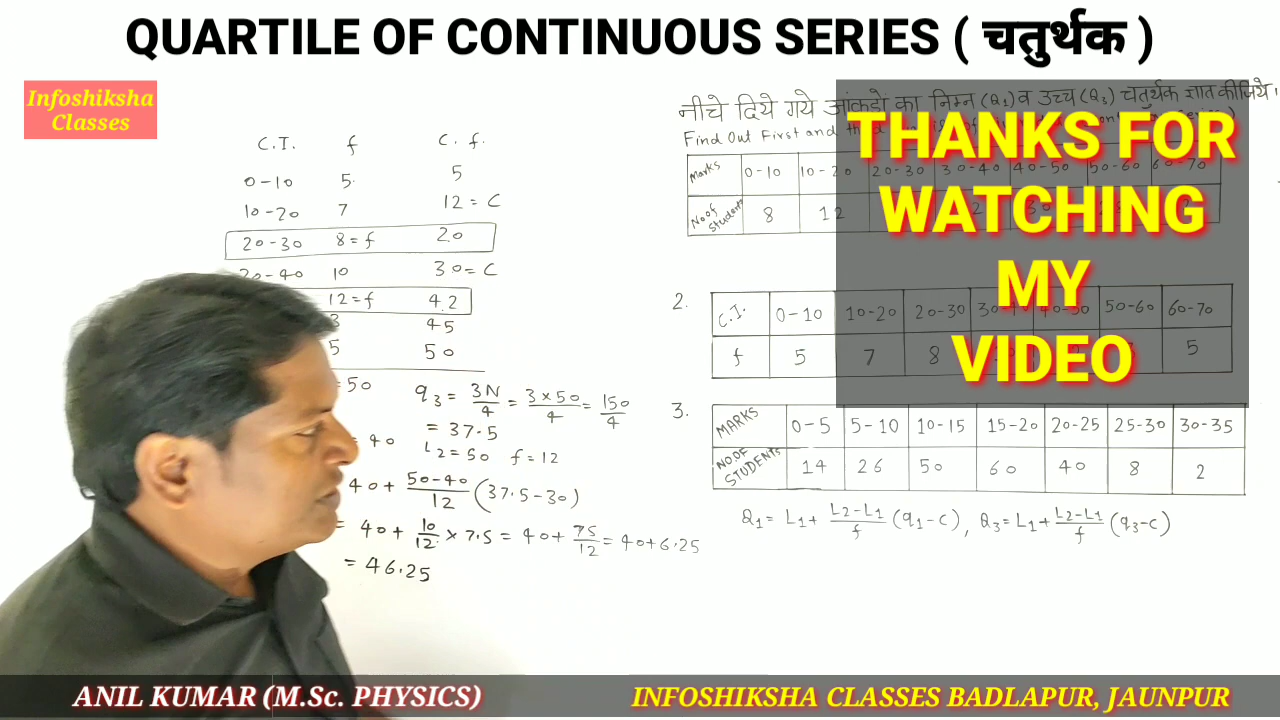 QUARTILE OF CONTINUOUS SERIES ( चतुर्थक )
Infoshiksha
Classes
C.I. f C.f.
0-10 5 5
10-20 7 12 = C
20-30 8 = f 20
30-40 10 30 = C
12 = f 42
3 45
5 50
= 50
q3 = 3N/4 = 3×50/4 = 150/4
= 37.5
= 40 L2 = 50 f = 12
40 + 50-40/12 (37.5-30)
= 40 + 10/12 × 7.5 = 40 + 75/12 = 40 + 6.25
= 46.25
नीचे दिये गये आंकडो का निम्न (Q1) व उच्च (Q3) चतुर्थक ज्ञात कीजिये।
Find Out First and
Marks 0-10 10-20 20-30 30-40 40-50 50-60 60-70
No of students 8 12
THANKS FOR
WATCHING
MY
VIDEO
2.
C.I. 0-10 10-20 20-30 50-60 60-70
f 5 7 8 5
3.
MARKS 0-5 5-10 10-15 15-20 20-25 25-30 30-35
NO.OF STUDENTS 14 26 50 60 40 8 2
Q1 = L1 + L2-L1/f (q1-C), Q3 = L1 + L2-L1/f (q3-C)
ANIL KUMAR (M.Sc. PHYSICS)
INFOSHIKSHA CLASSES BADLAPUR, JAUNPUR